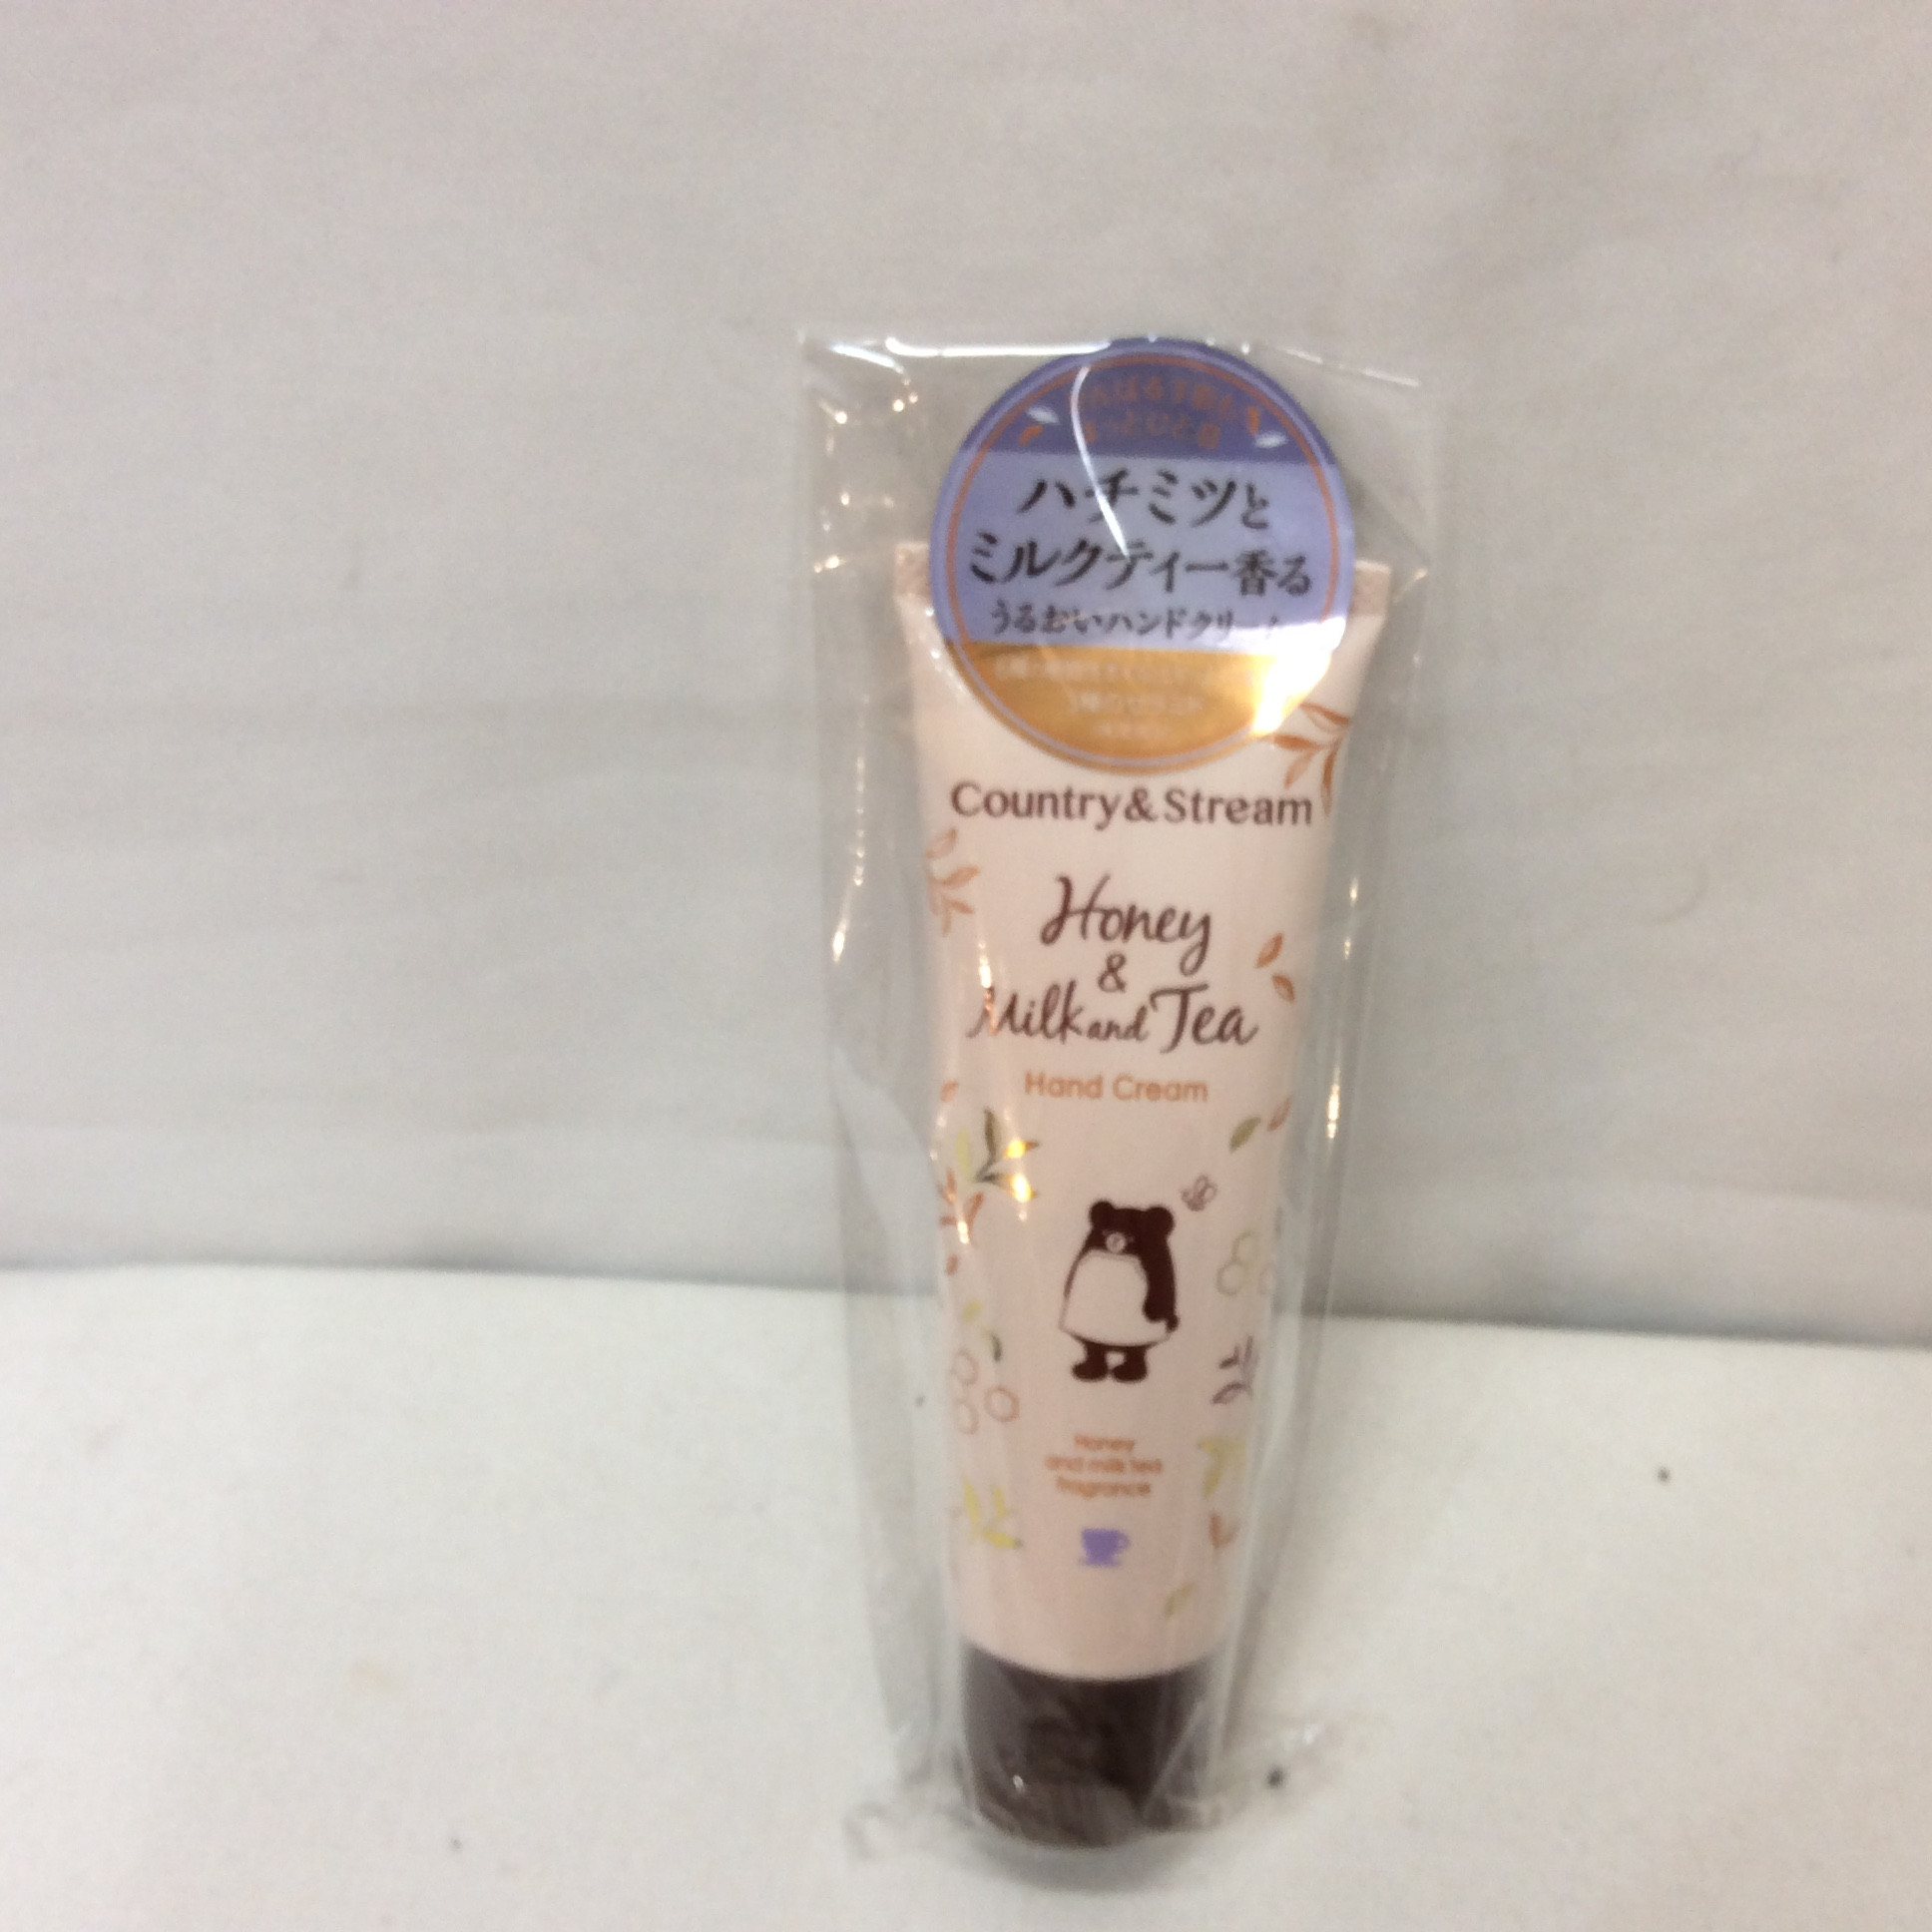 ハチミツと
ミルクティー香る
うるおいハンドクリーム
Country&Stream
Honey
&
Milk and Tea
Hand Cream
Honey
and milk tea
fragrance